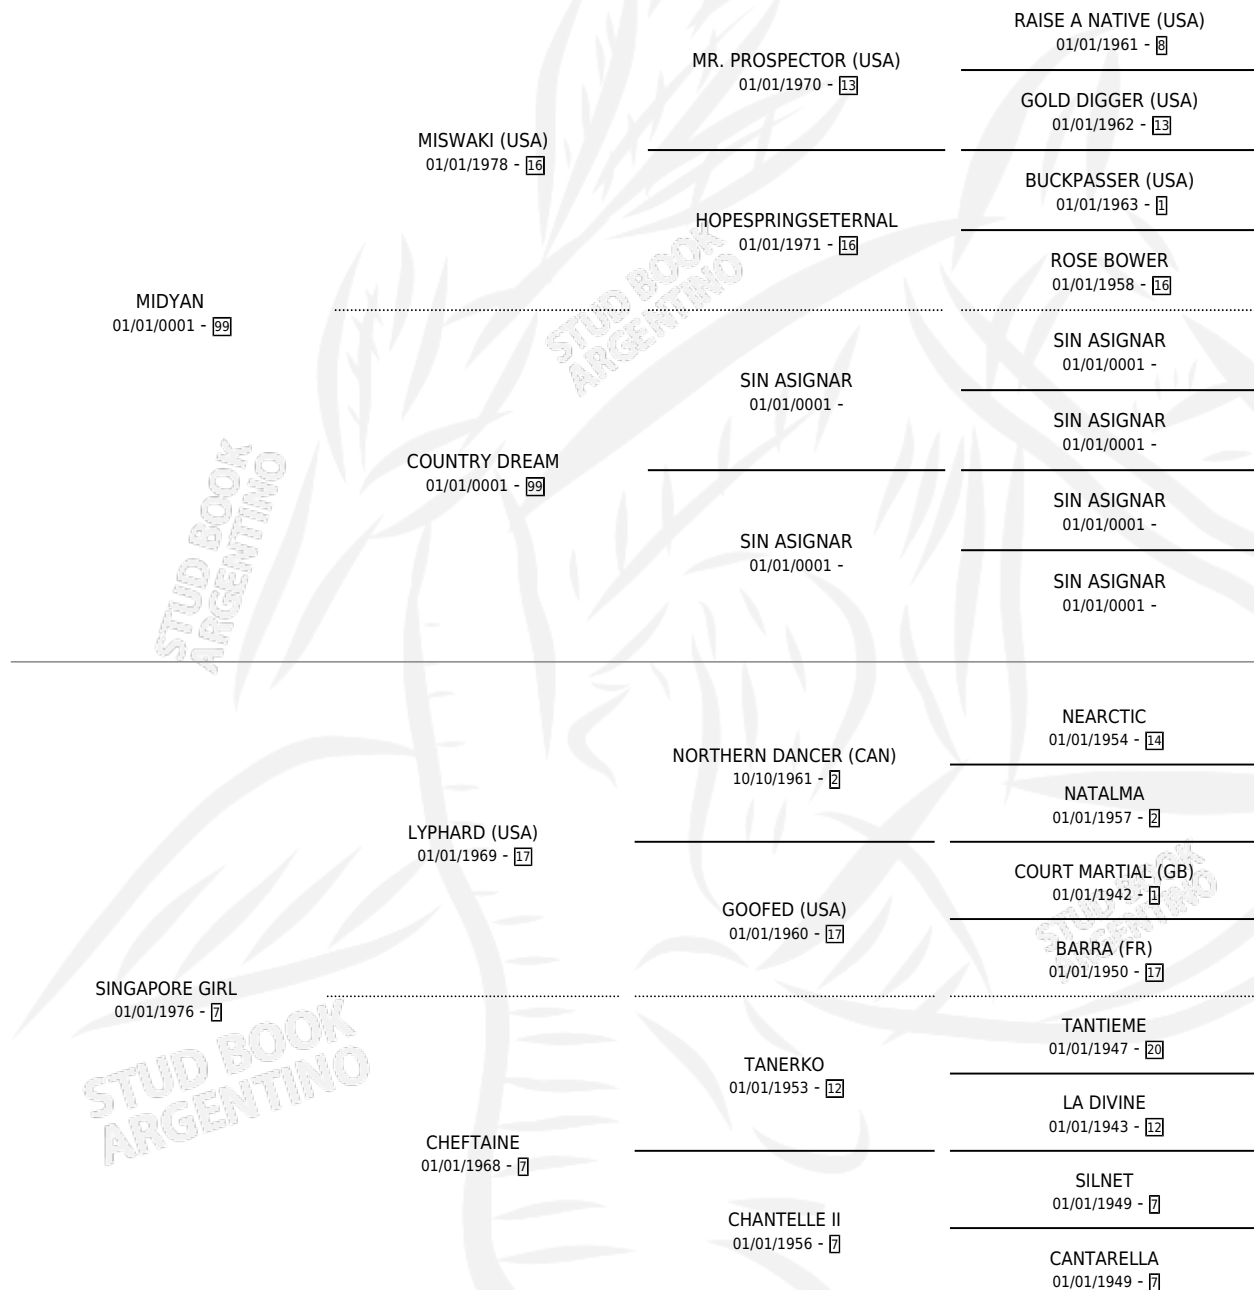 RAISE A NATIVE (USA)
01/01/1961 - 8
MR. PROSPECTOR (USA)
01/01/1970 - 13
GOLD DIGGER (USA)
01/01/1962 - 13
MISWAKI (USA)
01/01/1978 - 16
BUCKPASSER (USA)
01/01/1963 - 1
HOPESPRINGSETERNAL
01/01/1971 - 16
ROSE BOWER
01/01/1958 - 16
MIDYAN
01/01/0001 - 99
STUD BOOK
ARGENTINO
SIN ASIGNAR
01/01/0001 -
SIN ASIGNAR
01/01/0001 -
SIN ASIGNAR
01/01/0001 -
COUNTRY DREAM
01/01/0001 - 99
SIN ASIGNAR
01/01/0001 -
SIN ASIGNAR
01/01/0001 -
SIN ASIGNAR
01/01/0001 -
STUD BOOK
ARGENTINO
NEARCTIC
01/01/1954 - 14
NORTHERN DANCER (CAN)
10/10/1961 - 2
NATALMA
01/01/1957 - 2
LYPHARD (USA)
01/01/1969 - 17
COURT MARTIAL (GB)
01/01/1942 - 1
STUD BOOK
ARGENTINO
GOOFED (USA)
01/01/1960 - 17
BARRA (FR)
01/01/1950 - 17
SINGAPORE GIRL
01/01/1976 - 7
STUD BOOK
ARGENTINO
TANTIEME
01/01/1947 - 20
TANERKO
01/01/1953 - 12
LA DIVINE
01/01/1943 - 12
CHEFTAINE
01/01/1968 - 7
SILNET
01/01/1949 - 7
CHANTELLE II
01/01/1956 - 7
CANTARELLA
01/01/1949 - 7